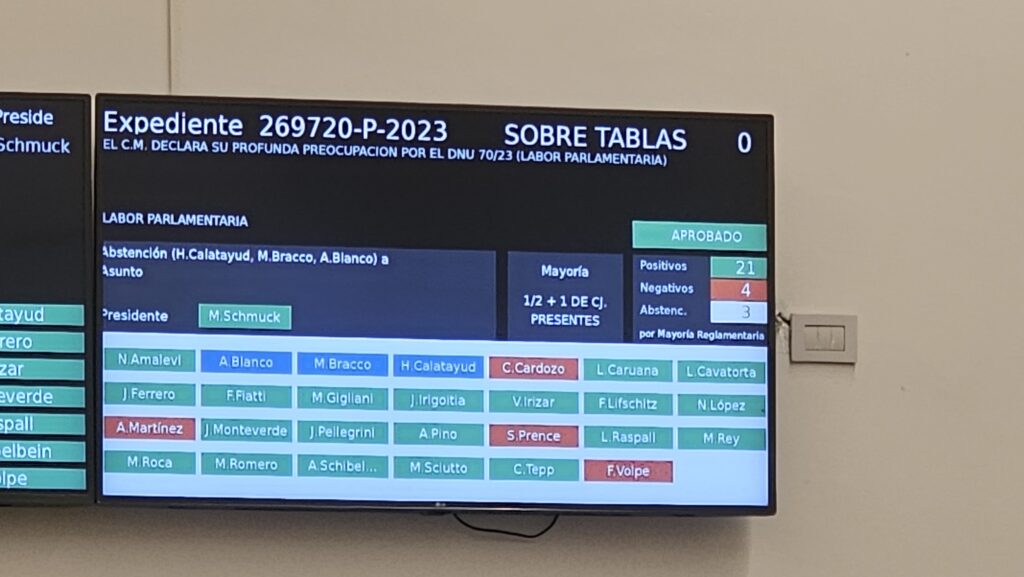 Preside
Schmuck
tayud
rero
zar
everde
spall
elbein
lpe
Expediente 269720-P-2023 SOBRE TABLAS 0
EL C.M. DECLARA SU PROFUNDA PREOCUPACION POR EL DNU 70/23 (LABOR PARLAMENTARIA)
LABOR PARLAMENTARIA
APROBADO
Abstención (H.Calatayud, M.Bracco, A.Blanco) a
Asunto
Presidente M.Schmuck
Mayoría
1/2 + 1 DE CJ.
PRESENTES
Positivos 21
Negativos 4
Abstenc. 3
por Mayoría Reglamentaria
N.Amalevi A.Blanco M.Bracco H.Calatayud C.Cardozo L.Caruana L.Cavatorta
J.Ferrero F.Fiatti M.Gigliani J.Irigoitia V.Irizar F.Lifschitz N.López
A.Martínez J.Monteverde J.Pellegrini A.Pino S.Prence L.Raspall M.Rey
M.Roca M.Romero A.Schibel... M.Sciutto C.Tepp F.Volpe
LG